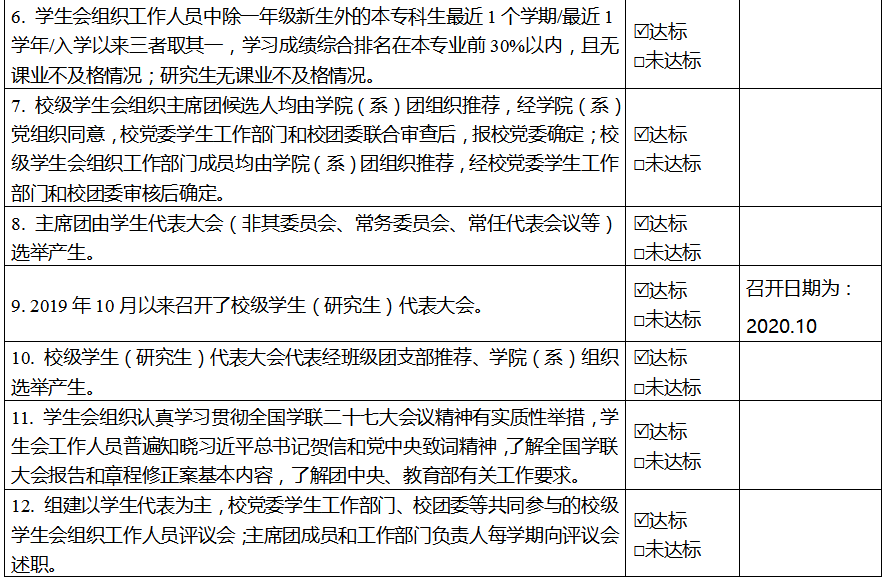 6. 学生会组织工作人员中除一年级新生外的本专科生最近1个学期/最近1
学年/入学以来三者取其一，学习成绩综合排名在本专业前30%以内，且无
课业不及格情况；研究生无课业不及格情况。
☑达标
□未达标
7. 校级学生会组织主席团候选人均由学院（系）团组织推荐，经学院（系）
党组织同意，校党委学生工作部门和校团委联合审查后，报校党委确定；校
级学生会组织工作部门成员均由学院（系）团组织推荐，经校党委学生工作
部门和校团委审核后确定。
☑达标
□未达标
8. 主席团由学生代表大会（非其委员会、常务委员会、常任代表会议等）
选举产生。
☑达标
□未达标
9. 2019年10月以来召开了校级学生（研究生）代表大会。
☑达标
□未达标
召开日期为：
2020.10
10. 校级学生（研究生）代表大会代表经班级团支部推荐、学院（系）组织
选举产生。
☑达标
□未达标
11. 学生会组织认真学习贯彻全国学联二十七大会议精神有实质性举措，学
生会工作人员普遍知晓习近平总书记贺信和党中央致词精神，了解全国学联
大会报告和章程修正案基本内容，了解团中央、教育部有关工作要求。
☑达标
□未达标
12. 组建以学生代表为主，校党委学生工作部门、校团委等共同参与的校级
学生会组织工作人员评议会；主席团成员和工作部门负责人每学期向评议会
述职。
☑达标
□未达标